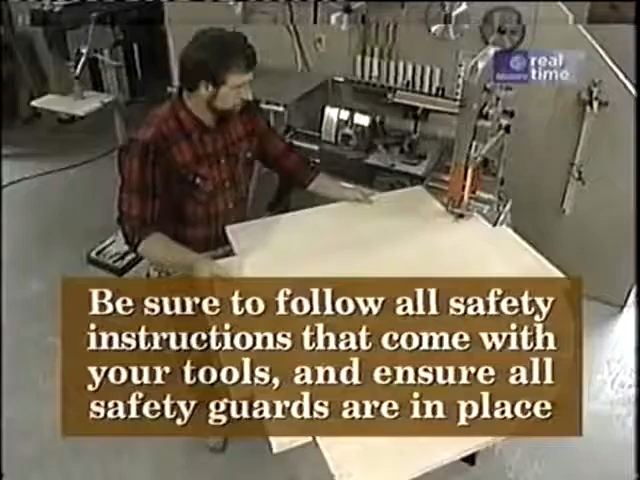 real
time
Be sure to follow all safety
instructions that come with
your tools, and ensure all
safety guards are in place